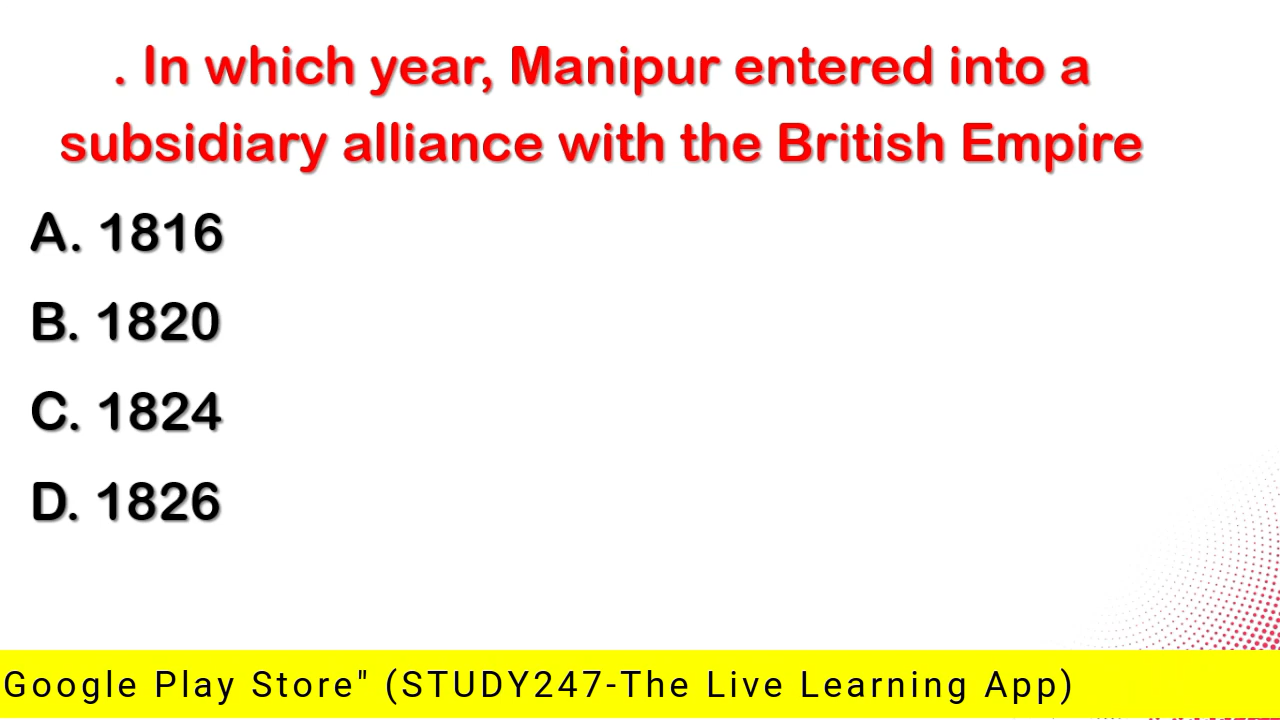 . In which year, Manipur entered into a
subsidiary alliance with the British Empire
A. 1816
B. 1820
C. 1824
D. 1826
Google Play Store" (STUDY247-The Live Learning App)